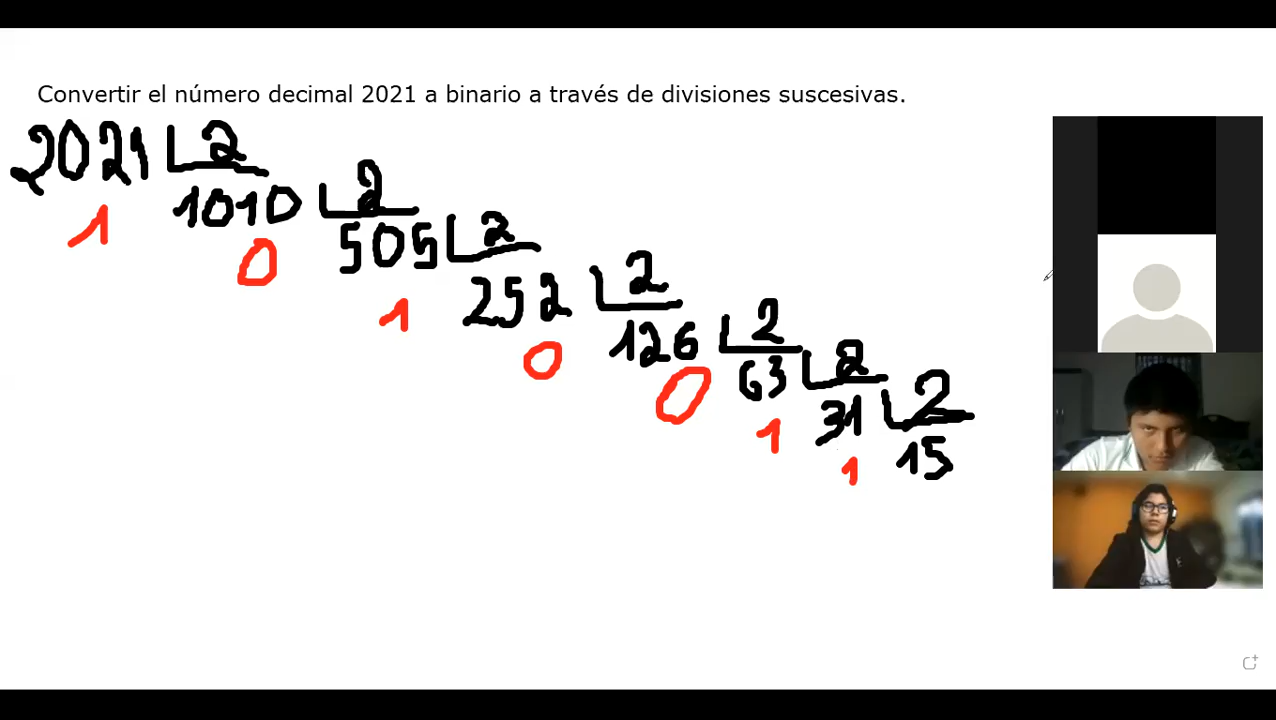 Convertir el número decimal 2021 a binario a través de divisiones suscesivas.
2021 2
1 1010 2
0 505 2
1 252 2
0 126 2
0 63 2
1 31 2
1 15